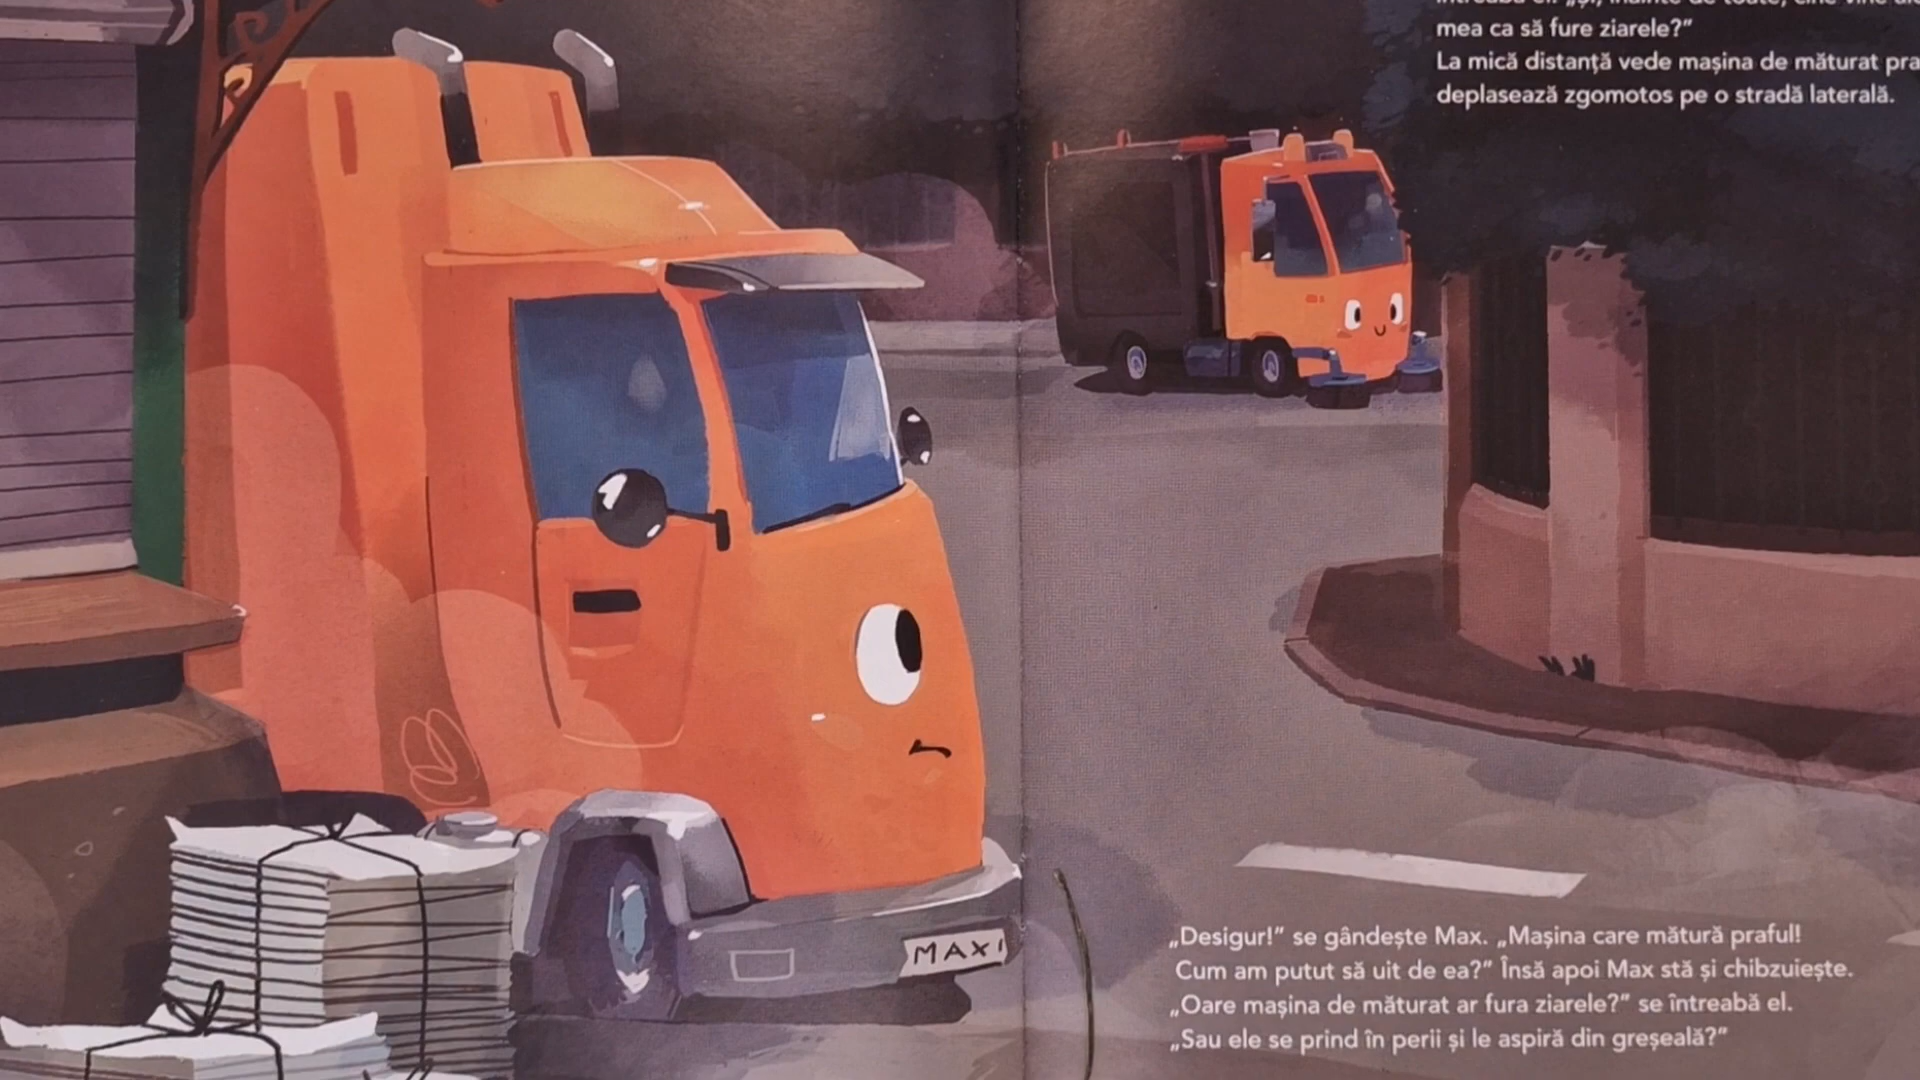 mea ca să fure ziarele?”
La mică distanță vede mașina de măturat
deplasează zgomotos pe o stradă laterală.
MAX1
„Desigur!” se gândește Max. „Mașina care mătură praful!
Cum am putut să uit de ea?” Însă apoi Max stă și chibzuiește.
„Oare mașina de măturat ar fura ziarele?” se întreabă el.
„Sau ele se prind în perii și le aspiră din greșeală?”